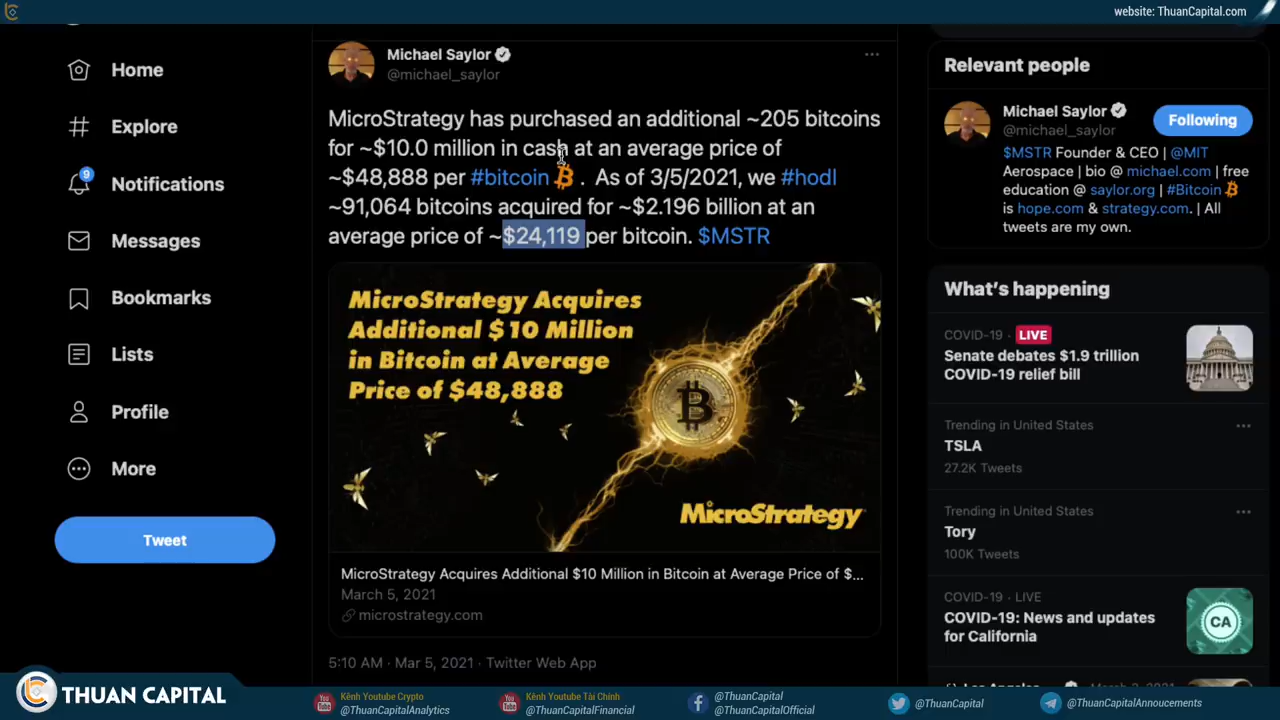 website: ThuanCapital.com
Home
Explore
9
Notifications
Messages
Bookmarks
Lists
Profile
More
Tweet
Michael Saylor
@michael_saylor
MicroStrategy has purchased an additional ~205 bitcoins
for ~$10.0 million in cash at an average price of
~$48,888 per #bitcoin . As of 3/5/2021, we #hodl
~91,064 bitcoins acquired for ~$2.196 billion at an
average price of ~$24,119 per bitcoin. $MSTR
MicroStrategy Acquires
Additional $10 Million
in Bitcoin at Average
Price of $48,888
MicroStrategy
MicroStrategy Acquires Additional $10 Million in Bitcoin at Average Price of $...
March 5, 2021
microstrategy.com
5:10 AM · Mar 5, 2021 · Twitter Web App
Relevant people
Michael Saylor
@michael_saylor
Following
$MSTR Founder & CEO | @MIT
Aerospace | bio @ michael.com | free
education @ saylor.org | #Bitcoin
is hope.com & strategy.com. | All
tweets are my own.
What's happening
COVID-19 · LIVE
Senate debates $1.9 trillion
COVID-19 relief bill
Trending in United States
TSLA
27.2K Tweets
Trending in United States
Tory
100K Tweets
COVID-19 · LIVE
COVID-19: News and updates
for California
CA
THUAN CAPITAL
Kênh Youtube Crypto
@ThuanCapitalAnalytics
Kênh Youtube Tài Chính
@ThuanCapitalFinancial
@ThuanCapital
@ThuanCapitalOfficial
@ThuanCapital
@ThuanCapitalAnnoucements